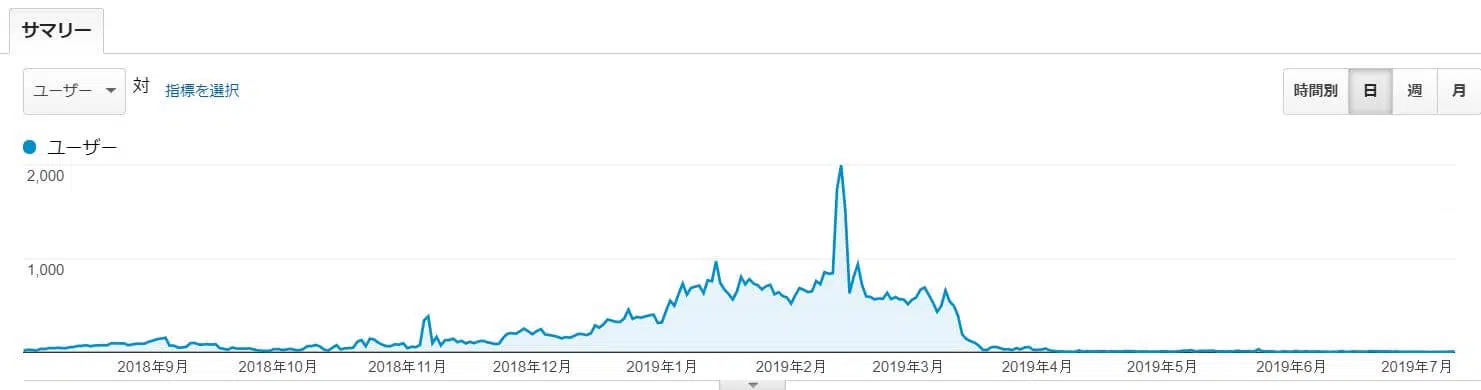 サマリー
ユーザー 対 指標を選択 時間別 日 週 月
ユーザー
2,000
1,000
2018年9月 2018年10月 2018年11月 2018年12月 2019年1月 2019年2月 2019年3月 2019年4月 2019年5月 2019年6月 2019年7月